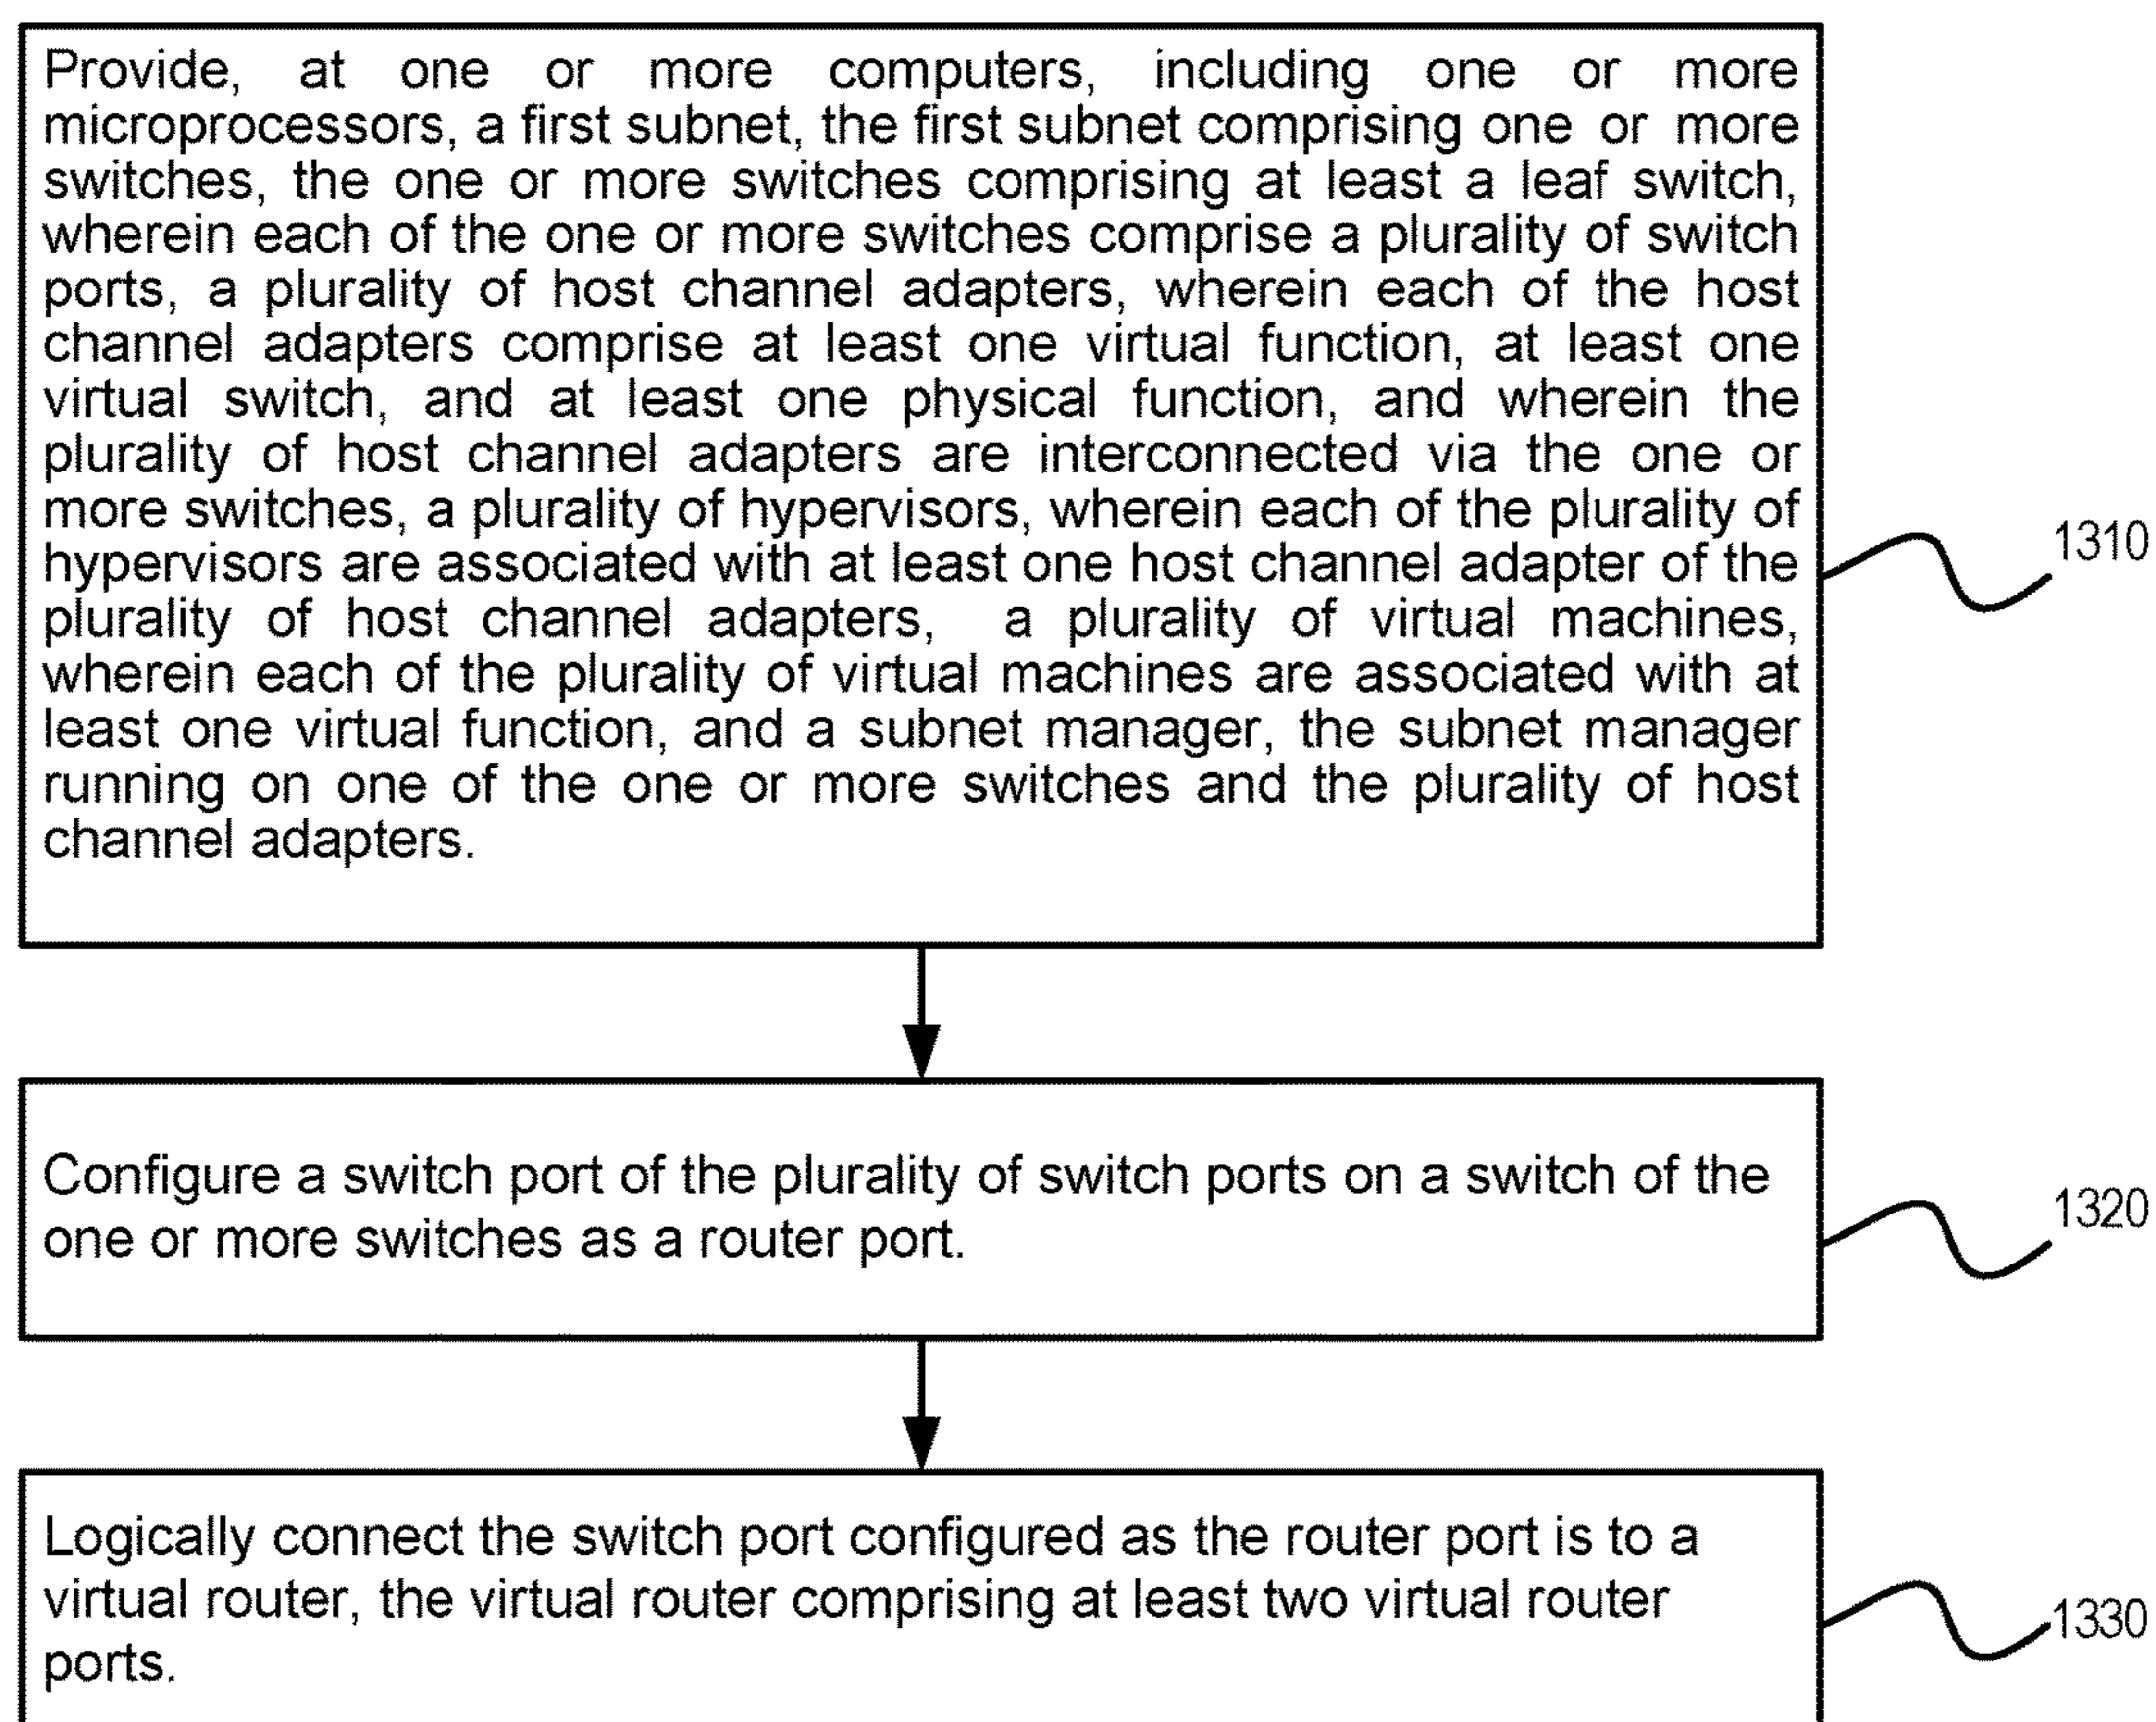 Provide, at one or more computers, including one or more
microprocessors, a first subnet, the first subnet comprising one or more
switches, the one or more switches comprising at least a leaf switch,
wherein each of the one or more switches comprise a plurality of switch
ports, a plurality of host channel adapters, wherein each of the host
channel adapters comprise at least one virtual function, at least one
virtual switch, and at least one physical function, and wherein the
plurality of host channel adapters are interconnected via the one or
more switches, a plurality of hypervisors, wherein each of the plurality of
hypervisors are associated with at least one host channel adapter of the
plurality of host channel adapters, a plurality of virtual machines,
wherein each of the plurality of virtual machines are associated with at
least one virtual function, and a subnet manager, the subnet manager
running on one of the one or more switches and the plurality of host
channel adapters.
1310
Configure a switch port of the plurality of switch ports on a switch of the
one or more switches as a router port.
1320
Logically connect the switch port configured as the router port is to a
virtual router, the virtual router comprising at least two virtual router
ports.
1330